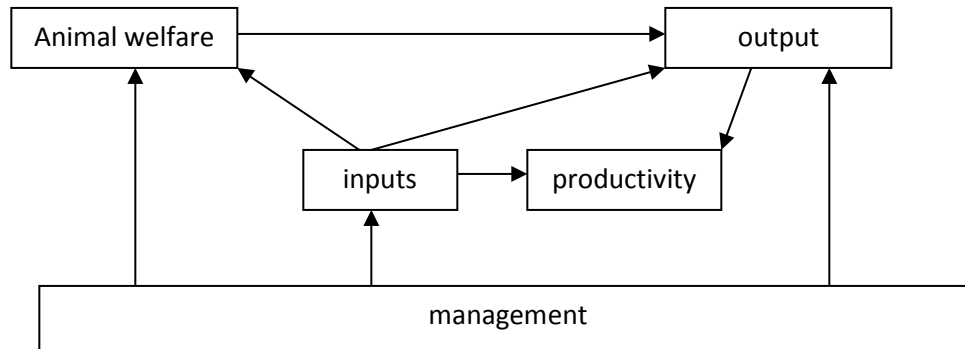 Animal welfare
output
inputs
productivity
management